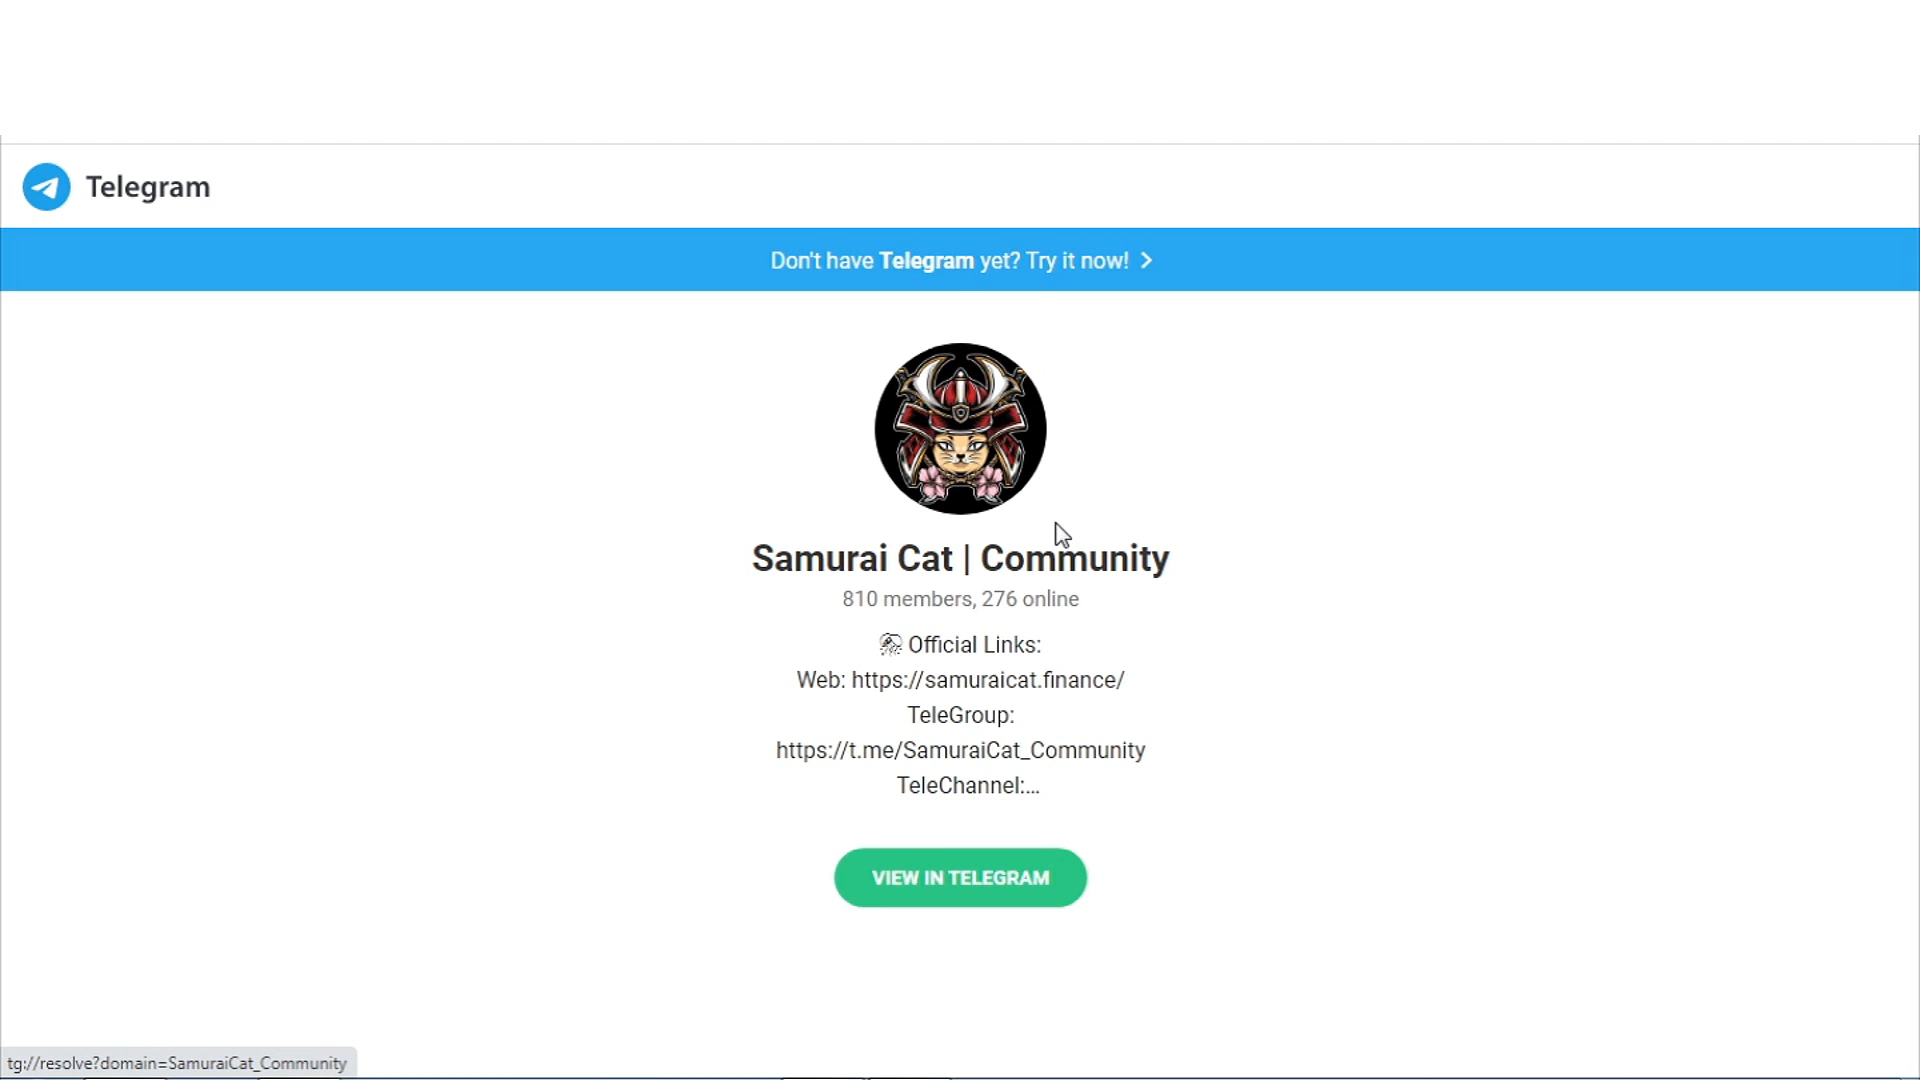 Telegram
Don't have Telegram yet? Try it now!
Samurai Cat | Community
810 members, 276 online
Official Links:
Web: https://samuraicat.finance/
TeleGroup:
https://t.me/SamuraiCat_Community
TeleChannel:...
VIEW IN TELEGRAM
tg://resolve?domain=SamuraiCat_Community